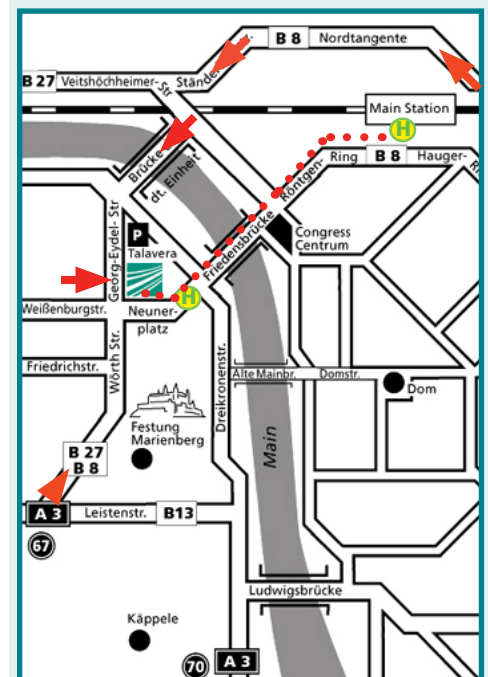 B 8 Nordtangente
B 27 Veitshöchheimer-Str
Main Station
H
Brücke
dt. Einheit
Röntgen-
Ring B 8 Hauger-
Georg-Eydel-Str
P
Talavera
Friedensbrücke
Congress
Centrum
H
Weißenburgstr.
Neuner-
platz
Friedrichstr.
Wörth Str.
Dreikronenstr.
Alte Mainbr. Domstr.
Dom
Festung
Marienberg
Main
B 27
B 8
A 3 Leistenstr. B13
67
Ludwigsbrücke
Käppele
70 A 3